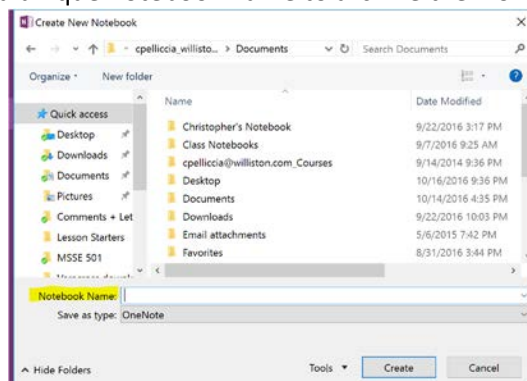 Create New Notebook
cpelliccia_willisto... > Documents
Search Documents
Organize
New folder
Name
Date Modified
Quick access
Desktop
Downloads
Documents
Pictures
Comments + Let
Lesson Starters
MSSE 501
Christopher's Notebook 9/22/2016 3:17 PM
Class Notebooks 9/7/2016 9:25 AM
cpelliccia@williston.com_Courses 9/14/2014 9:36 PM
Desktop 10/16/2016 9:36 PM
Documents 10/14/2016 4:35 PM
Downloads 9/22/2016 10:03 PM
Email attachments 5/6/2015 7:42 PM
Favorites 8/31/2016 3:44 PM
Notebook Name:
Save as type: OneNote
Hide Folders
Tools
Create
Cancel